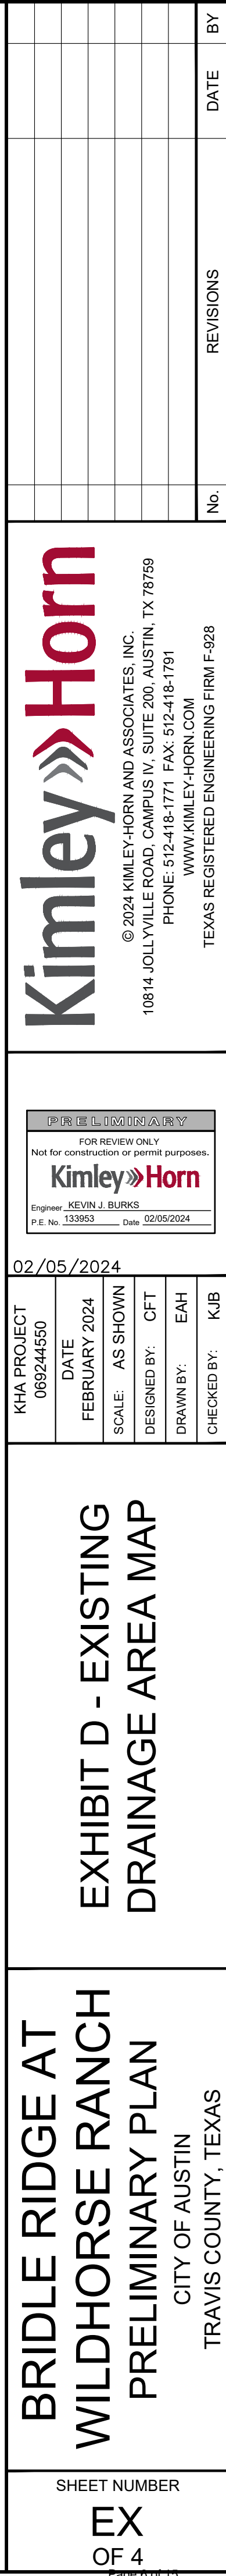 No.
REVISIONS
DATE
BY
Kimley»Horn
© 2024 KIMLEY-HORN AND ASSOCIATES, INC.
10814 JOLLYVILLE ROAD, CAMPUS IV, SUITE 200, AUSTIN, TX 78759
PHONE: 512-418-1771 FAX: 512-418-1791
WWW.KIMLEY-HORN.COM
TEXAS REGISTERED ENGINEERING FIRM F-928
PRELIMINARY
FOR REVIEW ONLY
Not for construction or permit purposes.
Kimley»Horn
Engineer KEVIN J. BURKS
P.E. No. 133953 Date 02/05/2024
02/05/2024
KHA PROJECT
069244550
DATE
FEBRUARY 2024
SCALE: AS SHOWN
DESIGNED BY: CFT
DRAWN BY: EAH
CHECKED BY: KJB
EXHIBIT D - EXISTING
DRAINAGE AREA MAP
BRIDLE RIDGE AT
WILDHORSE RANCH
PRELIMINARY PLAN
CITY OF AUSTIN
TRAVIS COUNTY, TEXAS
SHEET NUMBER
EX
OF 4